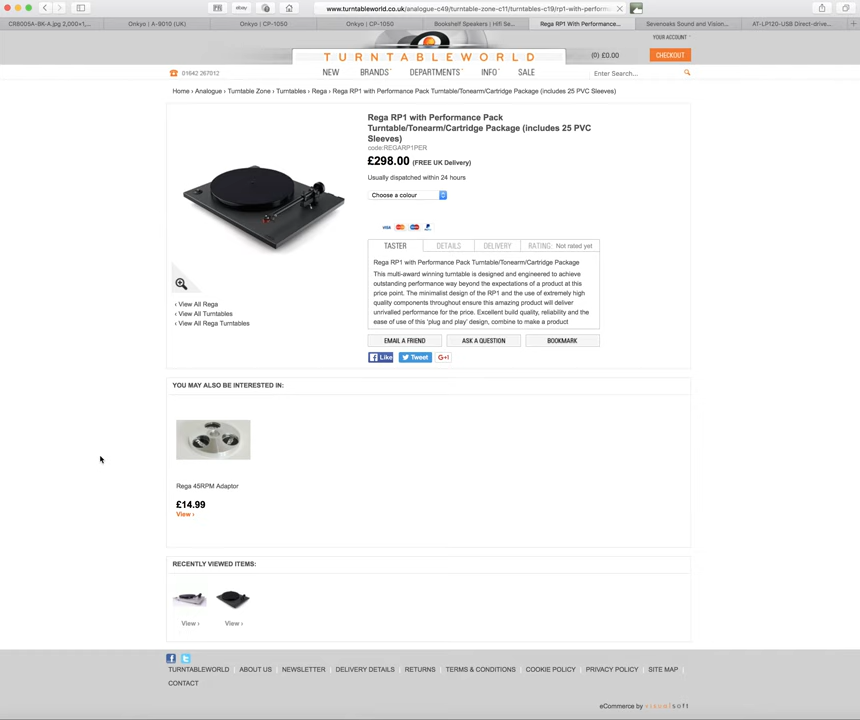 ebay
www.turntableworld.co.uk/analogue-c49/turntable-zone-c11/turntables-c19/rp1-with-perform
CR8005A-B6-A.jpg 2,000×1,...
Onkyo | A-9010 (UK)
Onkyo | CP-1050
Onkyo | CP-1050
Bookshelf Speakers | Hifi Se...
Rega RP1 With Performance...
Sevenoaks Sound and Vision...
AT-LP120-USB Direct-drive...
YOUR ACCOUNT
TURNTABLEWORLD
(0) £0.00
CHECKOUT
01642 267012
NEW
BRANDS
DEPARTMENTS
INFO
SALE
Enter Search...
Home › Analogue › Turntable Zone › Turntables › Rega › Rega RP1 with Performance Pack Turntable/Tonearm/Cartridge Package (includes 25 PVC Sleeves)
Rega RP1 with Performance Pack
Turntable/Tonearm/Cartridge Package (includes 25 PVC
Sleeves)
code:REGARP1PER
£298.00 (FREE UK Delivery)
Usually dispatched within 24 hours
Choose a colour
VISA
TASTER
DETAILS
DELIVERY
RATING: Not rated yet
Rega RP1 with Performance Pack Turntable/Tonearm/Cartridge Package
This multi-award winning turntable is designed and engineered to achieve
outstanding performance way beyond the expectations of a product at this
price point. The minimalist design of the RP1 and the use of extremely high
quality components throughout ensure this amazing product will deliver
unrivalled performance for the price. Excellent build quality, reliability and the
ease of use of this 'plug and play' design, combine to make a product
‹ View All Rega
‹ View All Turntables
‹ View All Rega Turntables
EMAIL A FRIEND
ASK A QUESTION
BOOKMARK
Like
Tweet
G+1
YOU MAY ALSO BE INTERESTED IN:
Rega 45RPM Adaptor
£14.99
View ›
RECENTLY VIEWED ITEMS:
View ›
View ›
TURNTABLEWORLD
ABOUT US
NEWSLETTER
DELIVERY DETAILS
RETURNS
TERMS & CONDITIONS
COOKIE POLICY
PRIVACY POLICY
SITE MAP
CONTACT
eCommerce by visualsoft